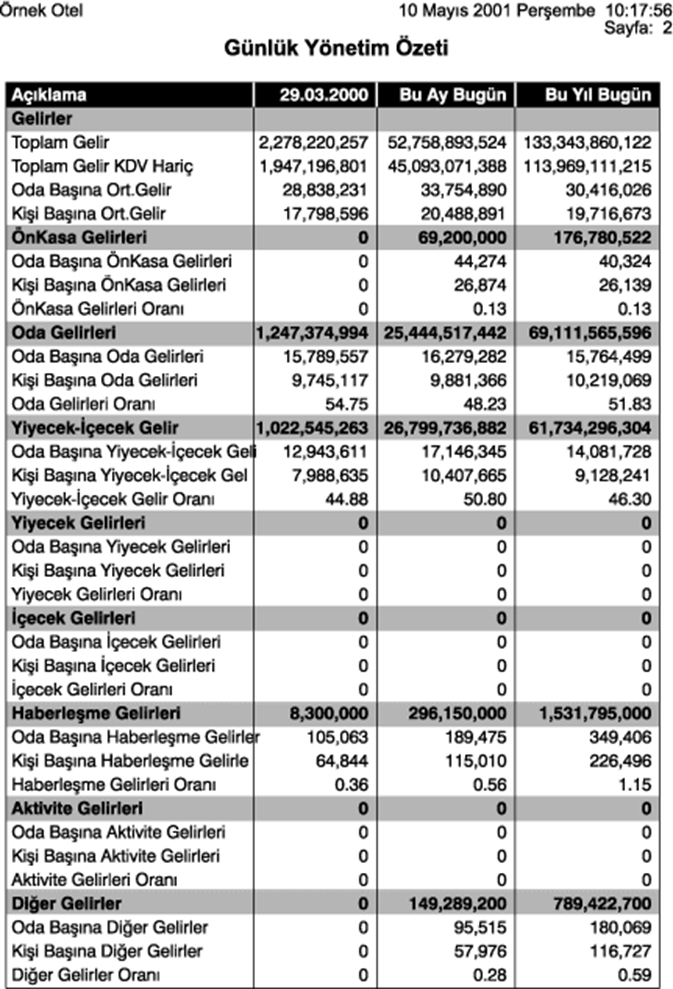 Örnek Otel 10 Mayıs 2001 Perşembe 10:17:56
Sayfa: 2
Günlük Yönetim Özeti
Açıklama 29.03.2000 Bu Ay Bugün Bu Yıl Bugün
Gelirler
Toplam Gelir 2,278,220,257 52,758,893,524 133,343,860,122
Toplam Gelir KDV Hariç 1,947,196,801 45,093,071,388 113,969,111,215
Oda Başına Ort.Gelir 28,838,231 33,754,890 30,416,026
Kişi Başına Ort.Gelir 17,798,596 20,488,891 19,716,673
ÖnKasa Gelirleri 0 69,200,000 176,780,522
Oda Başına ÖnKasa Gelirleri 0 44,274 40,324
Kişi Başına ÖnKasa Gelirleri 0 26,874 26,139
ÖnKasa Gelirleri Oranı 0 0.13 0.13
Oda Gelirleri 1,247,374,994 25,444,517,442 69,111,565,596
Oda Başına Oda Gelirleri 15,789,557 16,279,282 15,764,499
Kişi Başına Oda Gelirleri 9,745,117 9,881,366 10,219,069
Oda Gelirleri Oranı 54.75 48.23 51.83
Yiyecek-İçecek Gelir 1,022,545,263 26,799,736,882 61,734,296,304
Oda Başına Yiyecek-İçecek Geli 12,943,611 17,146,345 14,081,728
Kişi Başına Yiyecek-İçecek Gel 7,988,635 10,407,665 9,128,241
Yiyecek-İçecek Gelir Oranı 44.88 50.80 46.30
Yiyecek Gelirleri 0 0 0
Oda Başına Yiyecek Gelirleri 0 0 0
Kişi Başına Yiyecek Gelirleri 0 0 0
Yiyecek Gelirleri Oranı 0 0 0
İçecek Gelirleri 0 0 0
Oda Başına İçecek Gelirleri 0 0 0
Kişi Başına İçecek Gelirleri 0 0 0
İçecek Gelirleri Oranı 0 0 0
Haberleşme Gelirleri 8,300,000 296,150,000 1,531,795,000
Oda Başına Haberleşme Gelirler 105,063 189,475 349,406
Kişi Başına Haberleşme Gelirle 64,844 115,010 226,496
Haberleşme Gelirleri Oranı 0.36 0.56 1.15
Aktivite Gelirleri 0 0 0
Oda Başına Aktivite Gelirleri 0 0 0
Kişi Başına Aktivite Gelirleri 0 0 0
Aktivite Gelirleri Oranı 0 0 0
Diğer Gelirler 0 149,289,200 789,422,700
Oda Başına Diğer Gelirler 0 95,515 180,069
Kişi Başına Diğer Gelirler 0 57,976 116,727
Diğer Gelirler Oranı 0 0.28 0.59